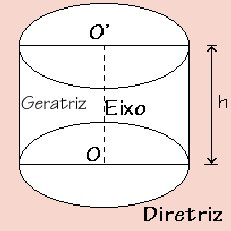 O'
Geratriz Eixo h
O
Diretriz